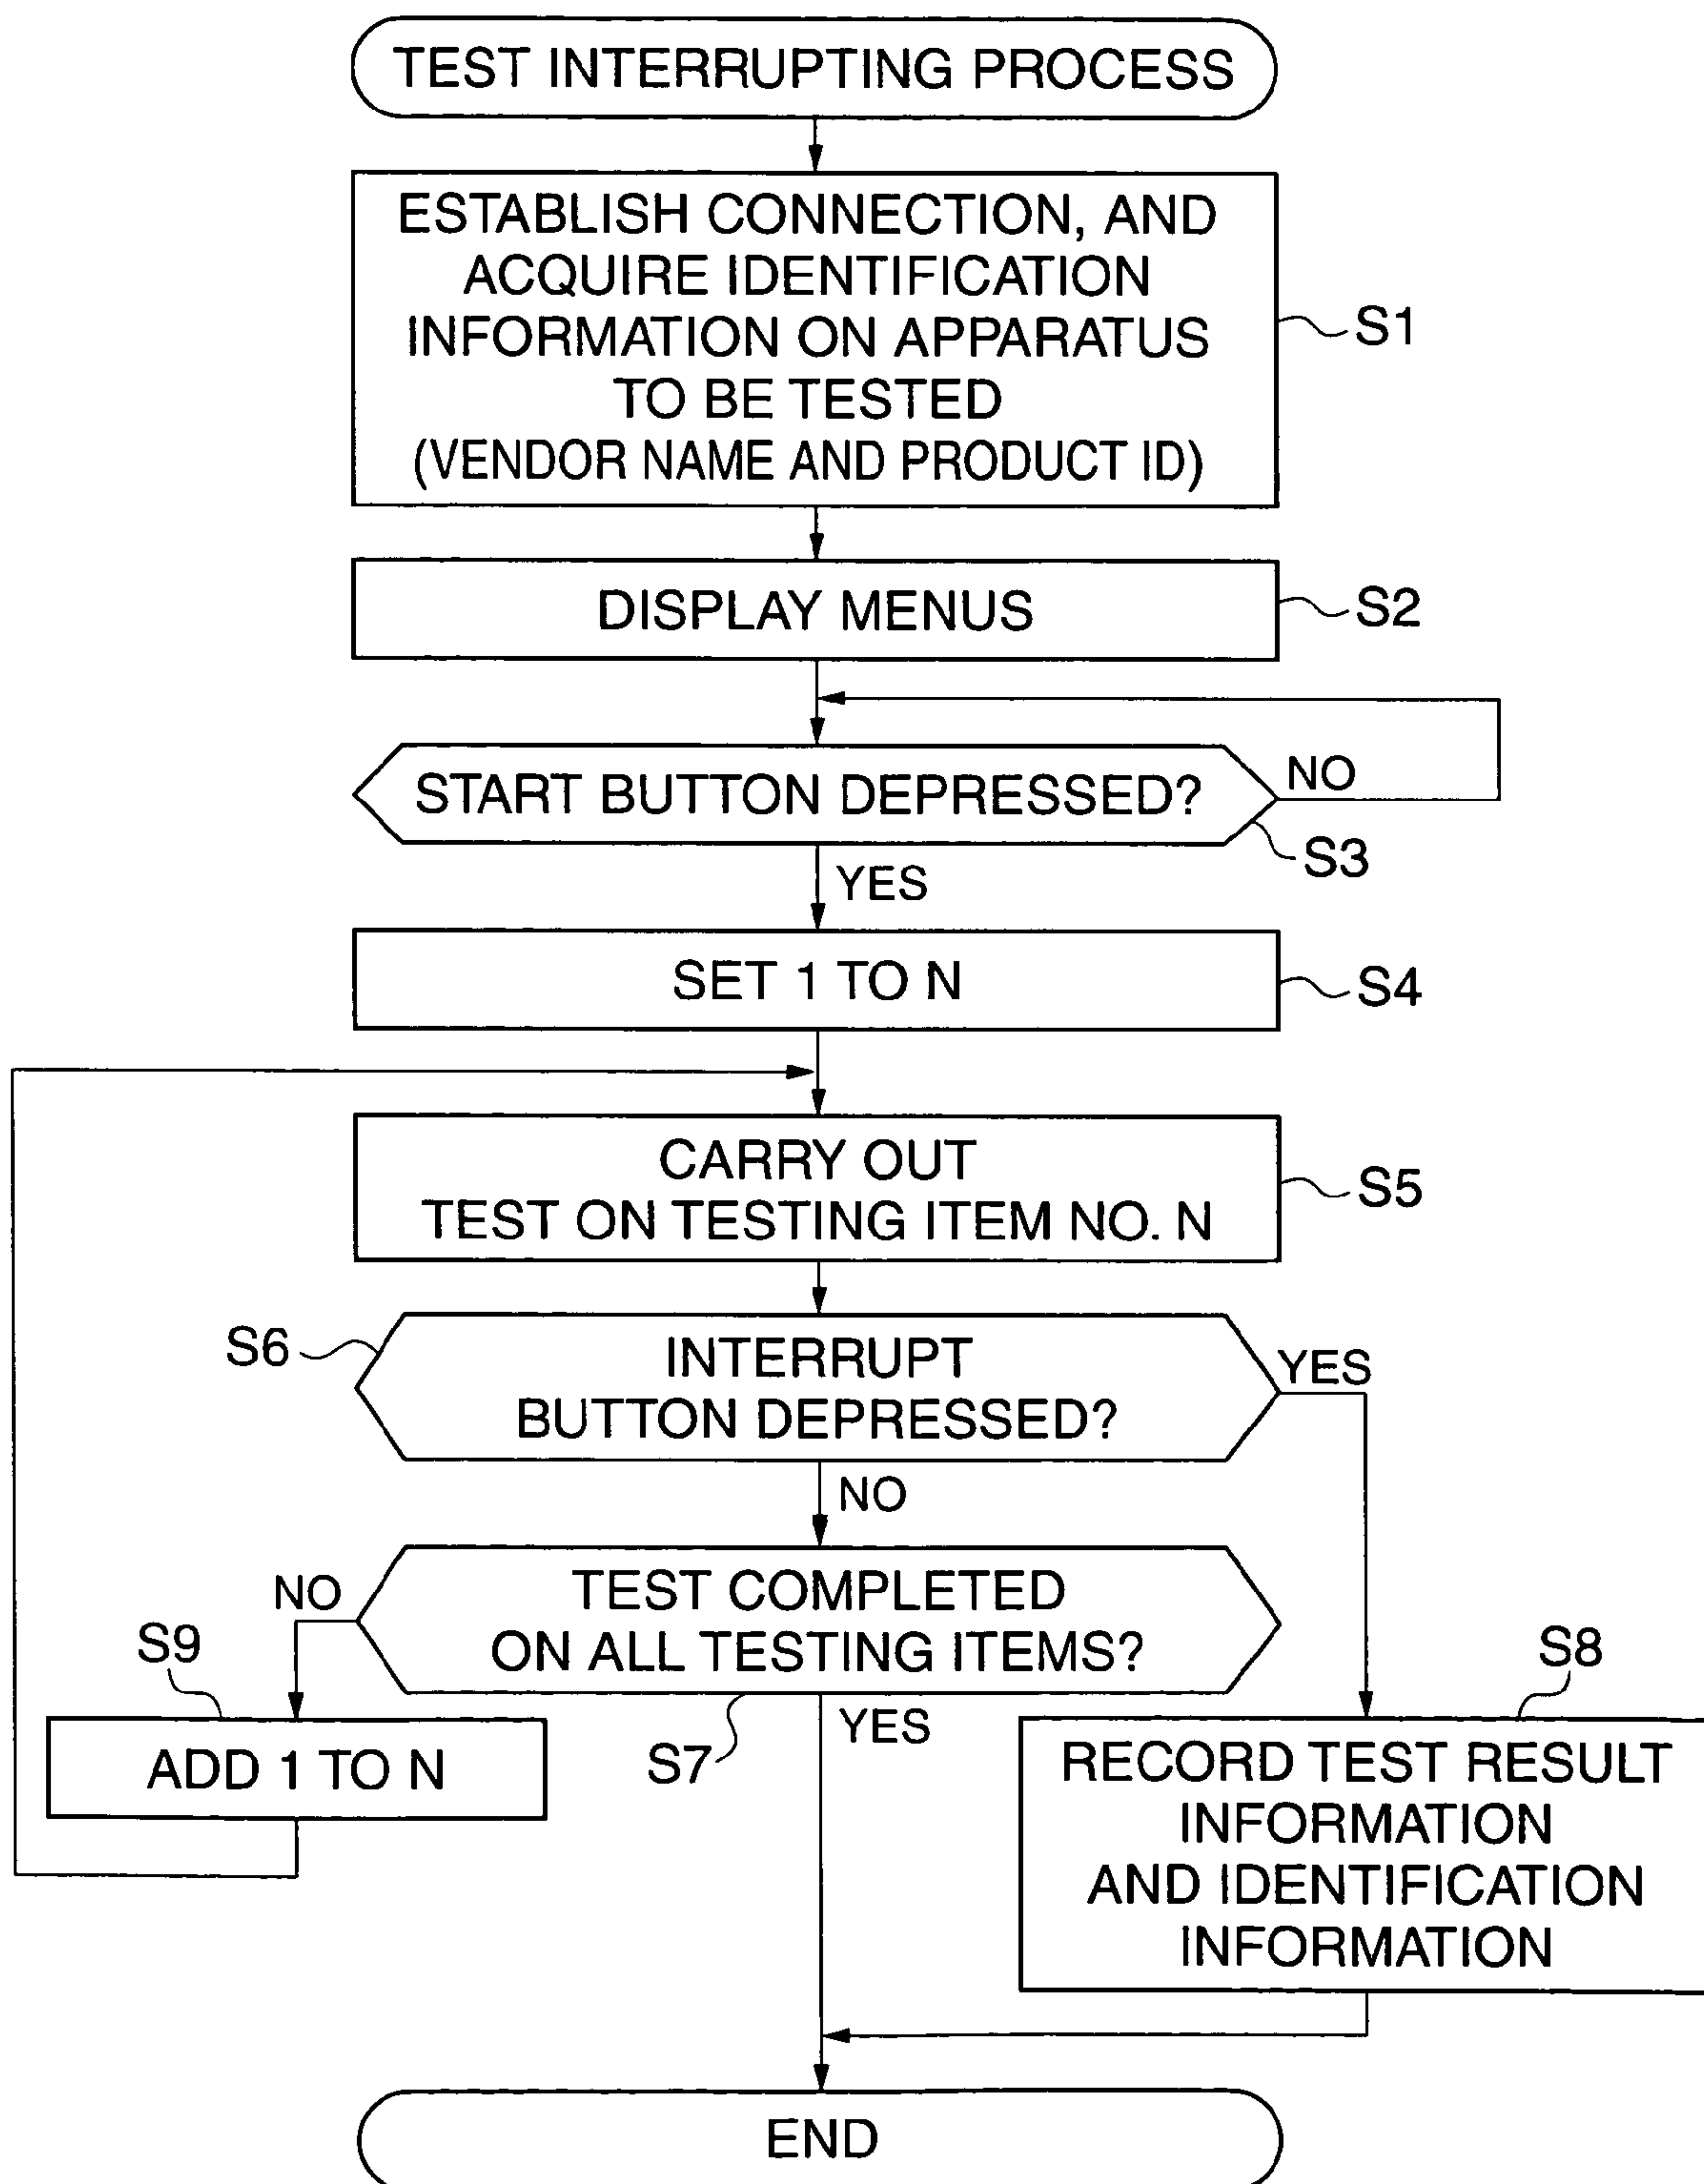 TEST INTERRUPTING PROCESS
ESTABLISH CONNECTION, AND
ACQUIRE IDENTIFICATION
INFORMATION ON APPARATUS
TO BE TESTED
(VENDOR NAME AND PRODUCT ID)
S1
DISPLAY MENUS
S2
START BUTTON DEPRESSED?
NO
S3
YES
SET 1 TO N
S4
CARRY OUT
TEST ON TESTING ITEM NO. N
S5
S6
INTERRUPT
BUTTON DEPRESSED?
YES
NO
TEST COMPLETED
ON ALL TESTING ITEMS?
NO
S9
S7
YES
S8
ADD 1 TO N
RECORD TEST RESULT
INFORMATION
AND IDENTIFICATION
INFORMATION
END